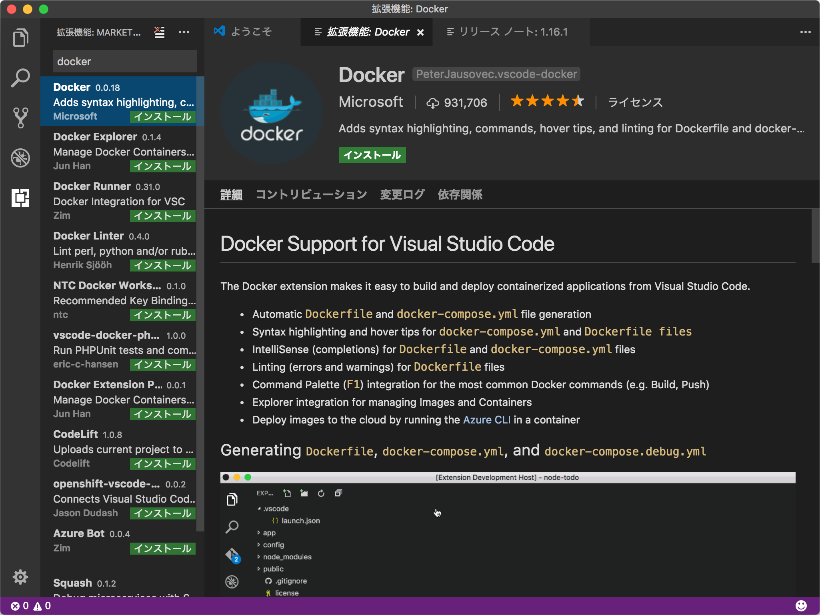 拡張機能: Docker
拡張機能: MARKET...
ようこそ
拡張機能: Docker
リリース ノート: 1.16.1
docker
Docker 0.0.18
Adds syntax highlighting, c...
Microsoft インストール
Docker Explorer 0.1.4
Manage Docker Containers...
Jun Han インストール
Docker Runner 0.31.0
Docker Integration for VSC
Zim インストール
Docker Linter 0.4.0
Lint perl, python and/or rub...
Henrik Sjööh インストール
NTC Docker Works... 0.1.0
Recommended Key Binding...
ntc インストール
vscode-docker-ph... 1.0.0
Run PHPUnit tests and com...
eric-c-hansen インストール
Docker Extension P... 0.0.1
Manage Docker Containers...
Jun Han インストール
CodeLift 1.0.8
Uploads current project to ...
Codelift インストール
openshift-vscode-... 0.0.2
Connects Visual Studio Cod...
Jason Dudash インストール
Azure Bot 0.0.4
Zim インストール
Squash 0.1.2
Debug microservices with S...
docker
Docker PeterJausovec.vscode-docker
Microsoft 931,706 ライセンス
Adds syntax highlighting, commands, hover tips, and linting for Dockerfile and docker-...
インストール
詳細 コントリビューション 変更ログ 依存関係
Docker Support for Visual Studio Code
The Docker extension makes it easy to build and deploy containerized applications from Visual Studio Code.
• Automatic Dockerfile and docker-compose.yml file generation
• Syntax highlighting and hover tips for docker-compose.yml and Dockerfile files
• IntelliSense (completions) for Dockerfile and docker-compose.yml files
• Linting (errors and warnings) for Dockerfile files
• Command Palette (F1) integration for the most common Docker commands (e.g. Build, Push)
• Explorer integration for managing Images and Containers
• Deploy images to the cloud by running the Azure CLI in a container
Generating Dockerfile, docker-compose.yml, and docker-compose.debug.yml
[Extension Development Host] - node-todo
EXP...
.vscode
launch.json
app
config
node_modules
public
.gitignore
license
2
0 0